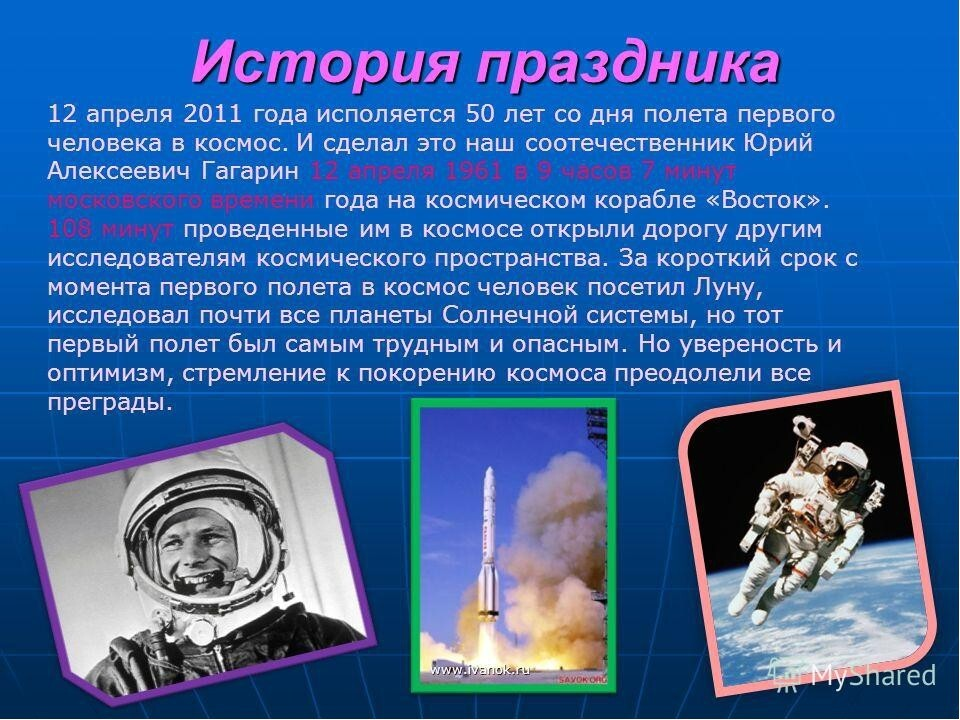 История праздника
12 апреля 2011 года исполяется 50 лет со дня полета первого
человека в космос. И сделал это наш соотечественник Юрий
Алексеевич Гагарин 12 апреля 1961 в 9 часов 7 минут
московского времени года на космическом корабле «Восток».
108 минут проведенные им в космосе открыли дорогу другим
исследователям космического пространства. За короткий срок с
момента первого полета в космос человек посетил Луну,
исследовал почти все планеты Солнечной системы, но тот
первый полет был самым трудным и опасным. Но увереность и
оптимизм, стремление к покорению космоса преодолели все
преграды.
www.ivanok.ru
SAVOK.ORG
MyShared